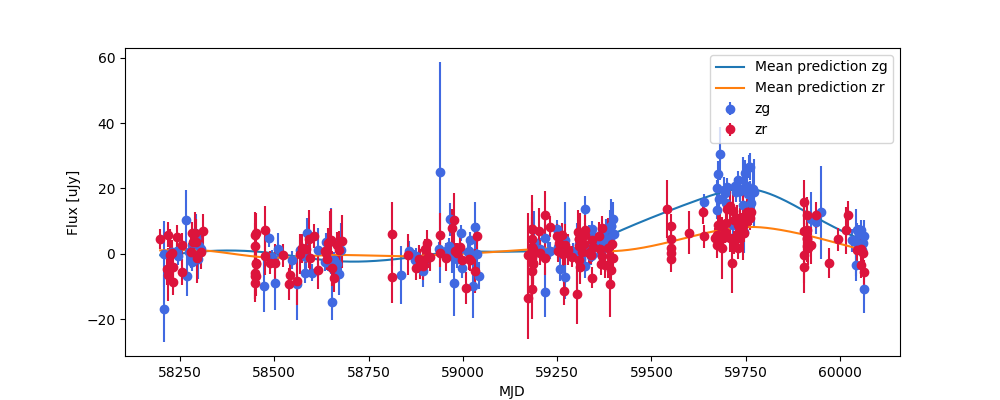 Mean prediction zg
Mean prediction zr
zg
zr
60
40
20
0
−20
Flux [uJy]
58250 58500 58750 59000 59250 59500 59750 60000
MJD